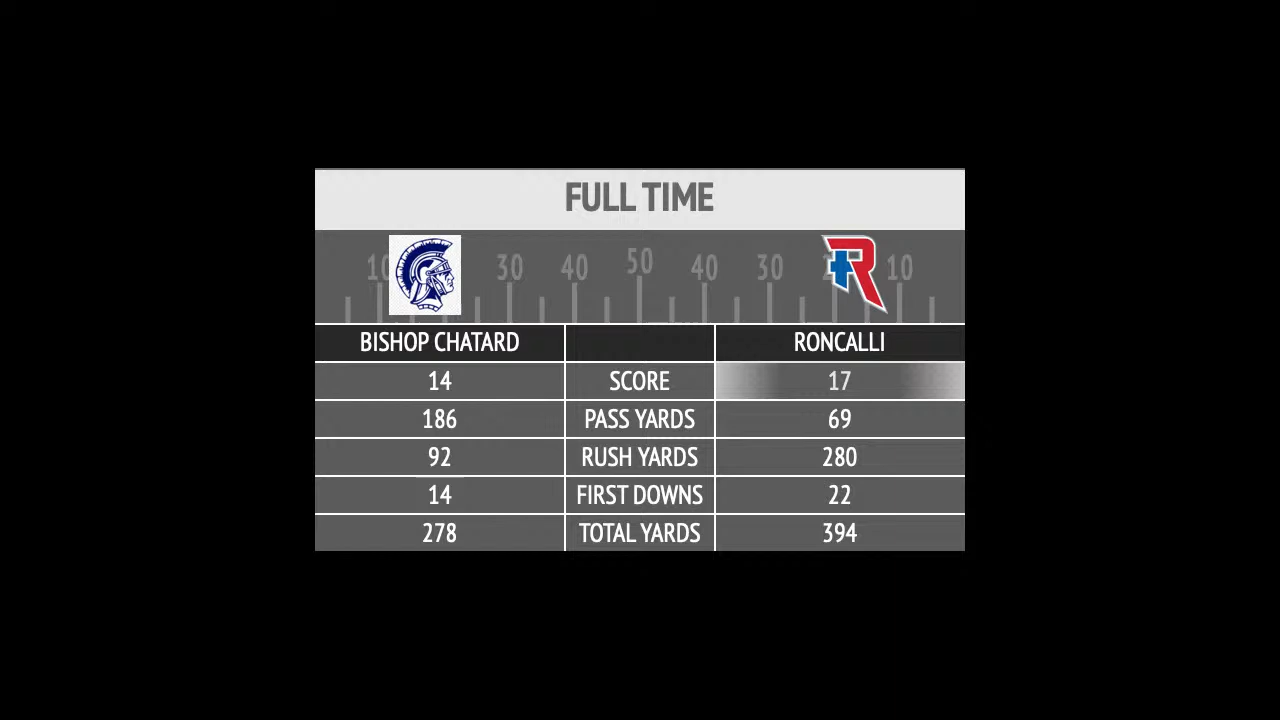 FULL TIME
10 30 40 50 40 30 2 10
R
BISHOP CHATARD RONCALLI
14 SCORE 17
186 PASS YARDS 69
92 RUSH YARDS 280
14 FIRST DOWNS 22
278 TOTAL YARDS 394